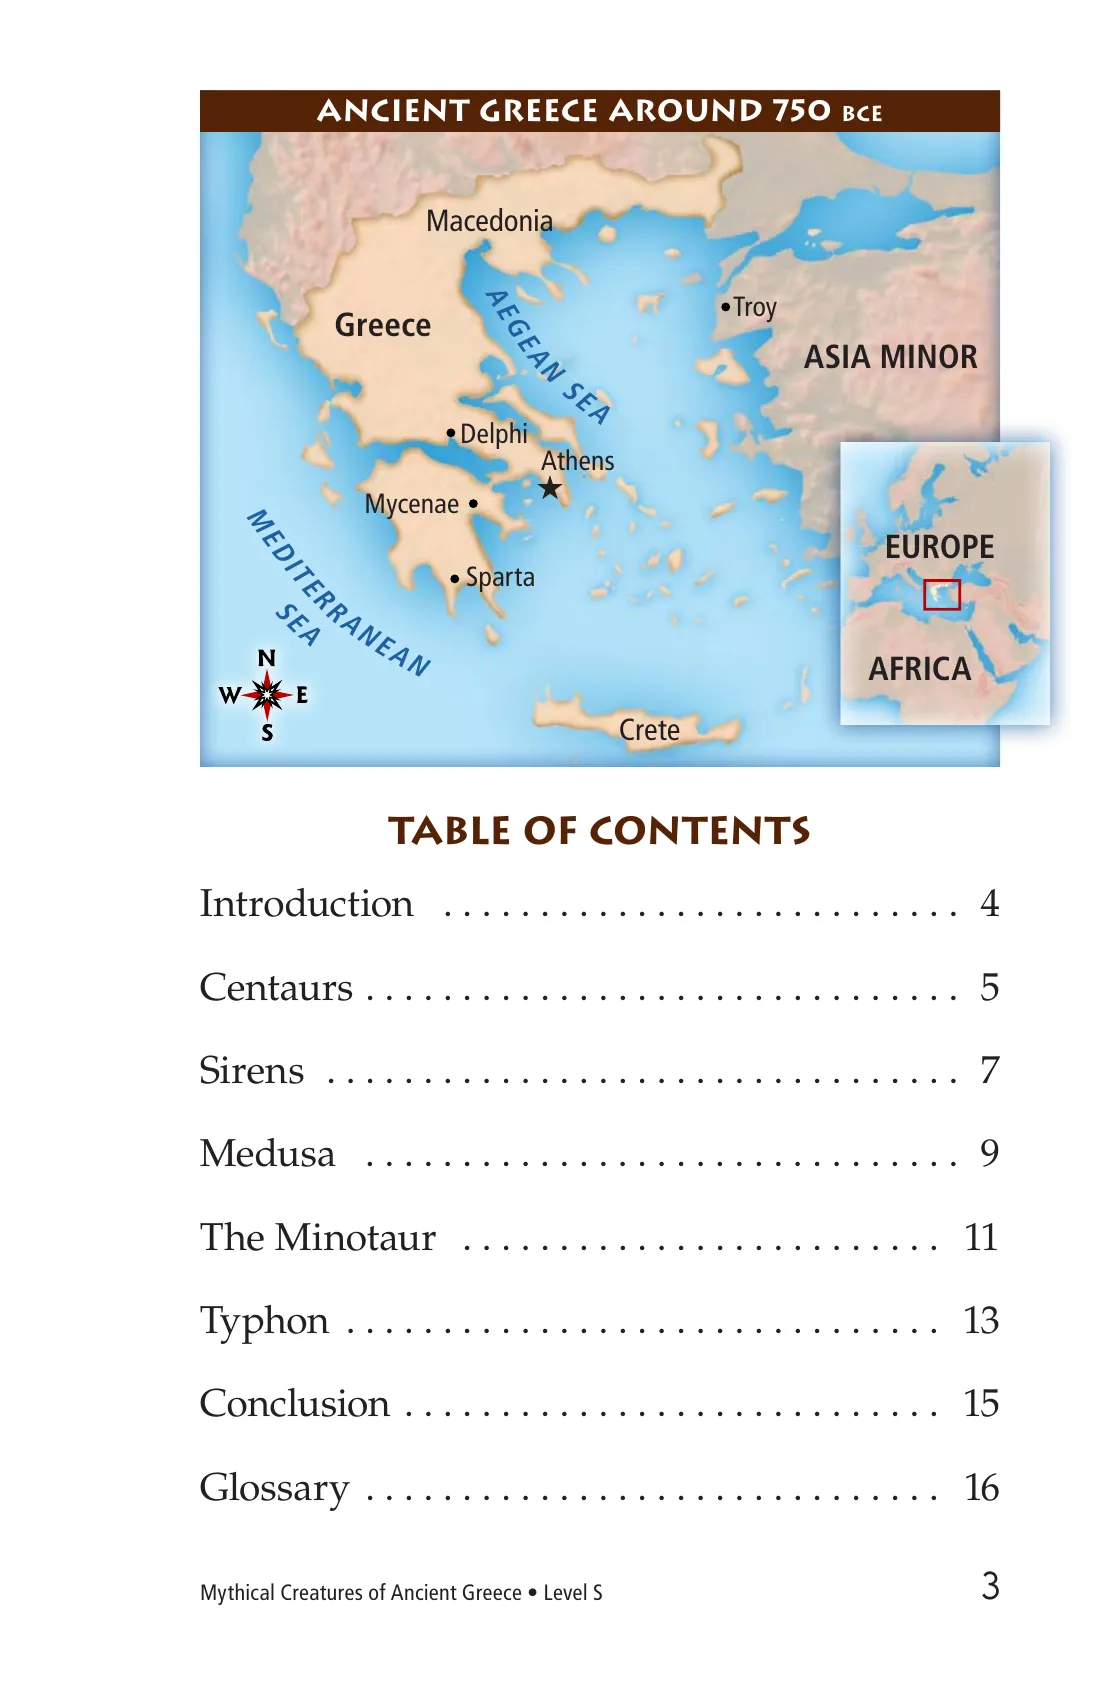 ANCIENT GREECE AROUND 750 BCE
Macedonia
Greece
AEGEAN SEA
Troy
ASIA MINOR
Delphi
Athens
Mycenae
Sparta
MEDITERRANEAN
SEA
N
W E
S
Crete
EUROPE
AFRICA
TABLE OF CONTENTS
Introduction . . . . . . . . . . . . . . . . . . . . . . . . . . . 4
Centaurs . . . . . . . . . . . . . . . . . . . . . . . . . . . . . . . 5
Sirens . . . . . . . . . . . . . . . . . . . . . . . . . . . . . . . . . 7
Medusa . . . . . . . . . . . . . . . . . . . . . . . . . . . . . . . 9
The Minotaur . . . . . . . . . . . . . . . . . . . . . . . . . 11
Typhon . . . . . . . . . . . . . . . . . . . . . . . . . . . . . . . 13
Conclusion . . . . . . . . . . . . . . . . . . . . . . . . . . . . 15
Glossary . . . . . . . . . . . . . . . . . . . . . . . . . . . . . . 16
Mythical Creatures of Ancient Greece • Level S 3